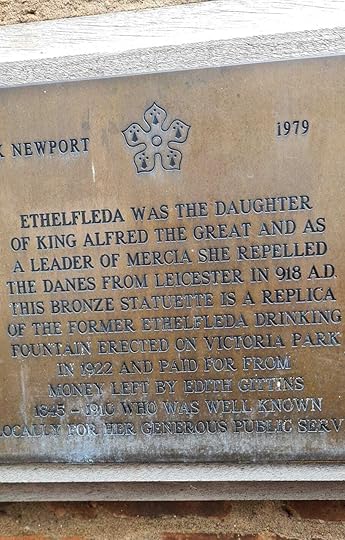 K NEWPORT
1979
ETHELFLEDA WAS THE DAUGHTER
OF KING ALFRED THE GREAT AND AS
A LEADER OF MERCIA SHE REPELLED
THE DANES FROM LEICESTER IN 918 A.D.
THIS BRONZE STATUETTE IS A REPLICA
OF THE FORMER ETHELFLEDA DRINKING
FOUNTAIN ERECTED ON VICTORIA PARK
IN 1922 AND PAID FOR FROM
MONEY LEFT BY EDITH GITTINS
1845 - 1910 WHO WAS WELL KNOWN
LOCALLY FOR HER GENEROUS PUBLIC SERV